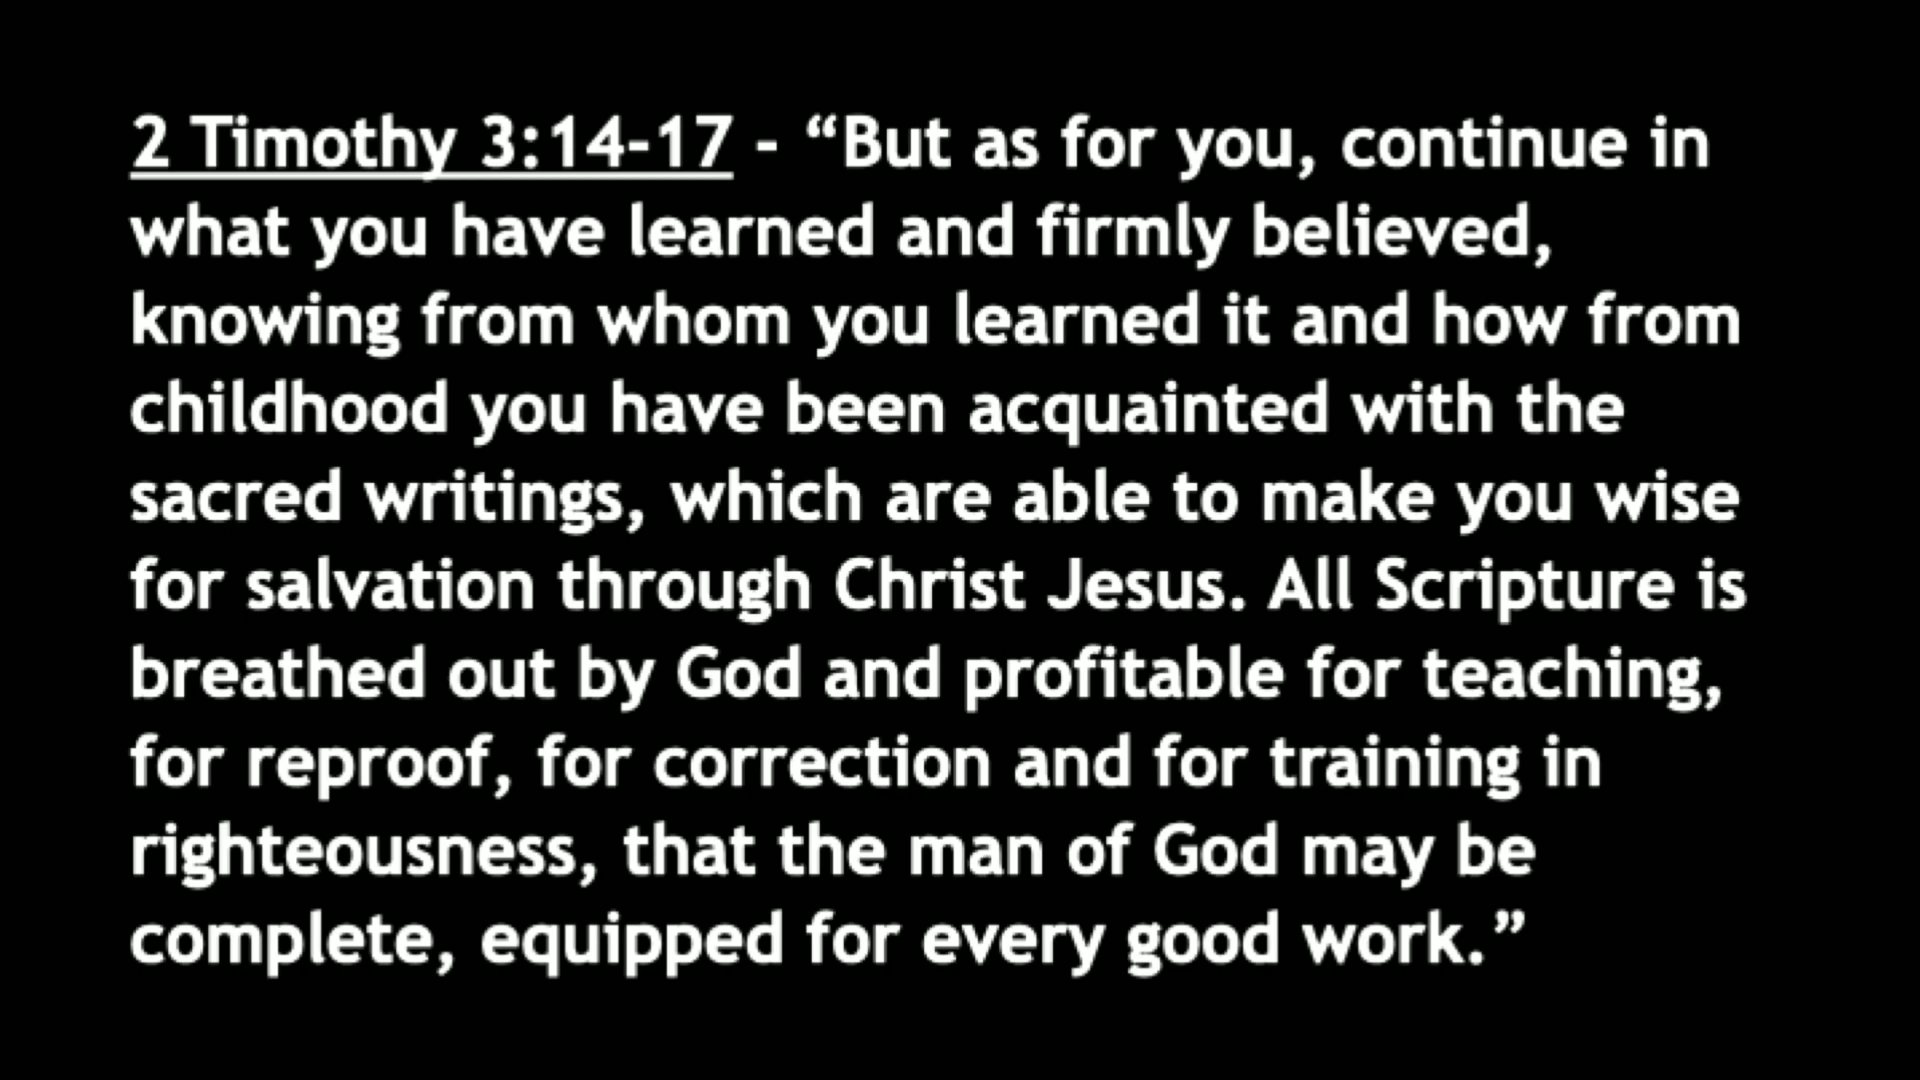 2 Timothy 3:14-17 - “But as for you, continue in
what you have learned and firmly believed,
knowing from whom you learned it and how from
childhood you have been acquainted with the
sacred writings, which are able to make you wise
for salvation through Christ Jesus. All Scripture is
breathed out by God and profitable for teaching,
for reproof, for correction and for training in
righteousness, that the man of God may be
complete, equipped for every good work.”